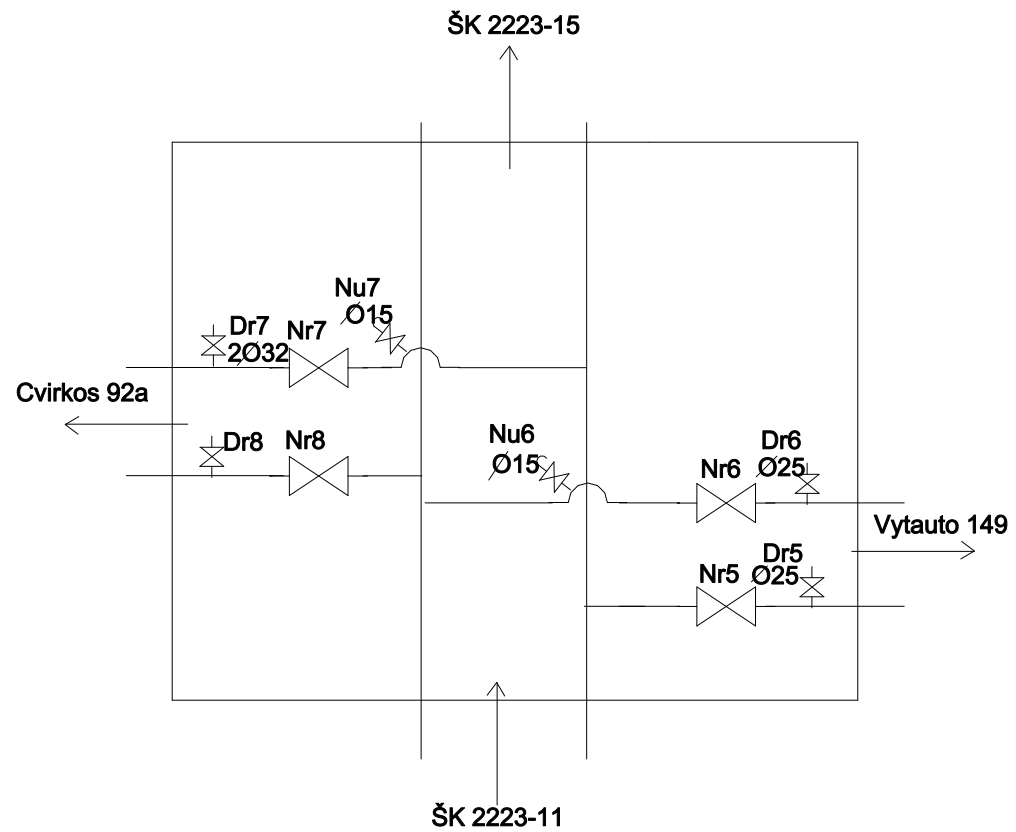 ŠK 2223-15
Nu7
Ø15
Dr7
2Ø32
Nr7
Cvirkos 92a
Dr8
Nr8
Nu6
Ø15
Dr6
Ø25
Nr6
Vytauto 149
Dr5
Ø25
Nr5
ŠK 2223-11